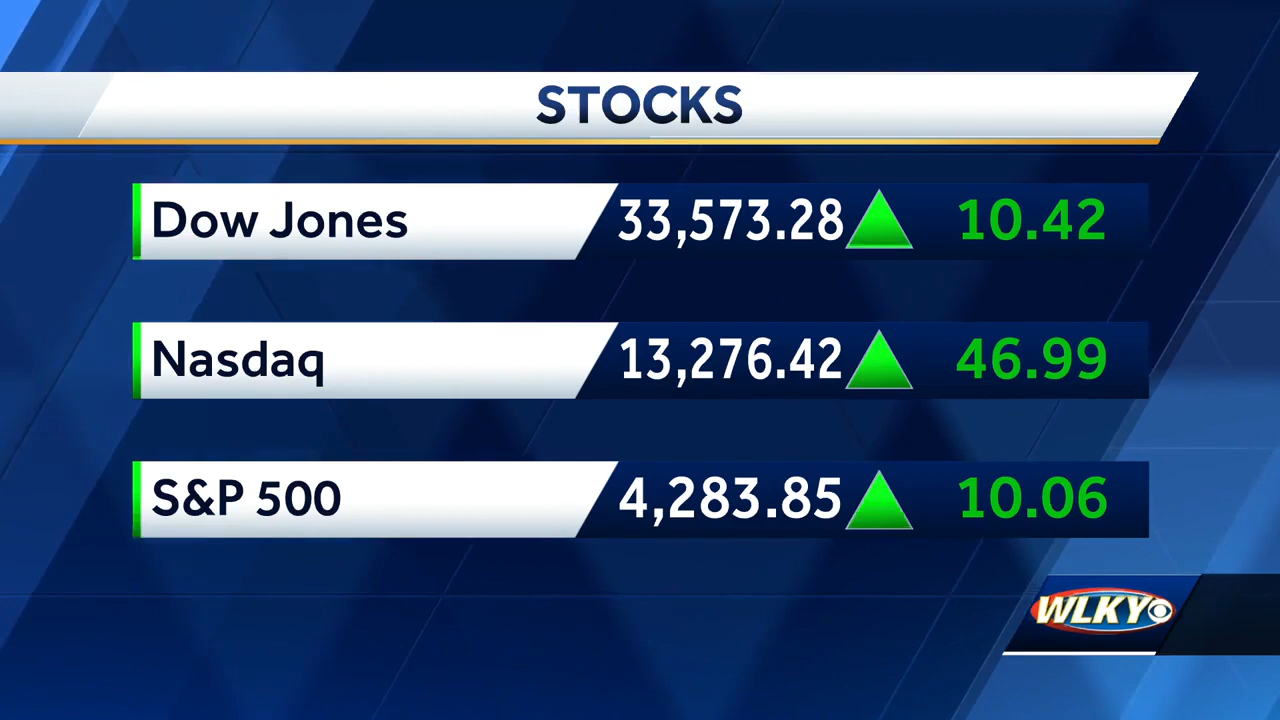 STOCKS
Dow Jones 33,573.28 10.42
Nasdaq 13,276.42 46.99
S&P 500 4,283.85 10.06
WLKY